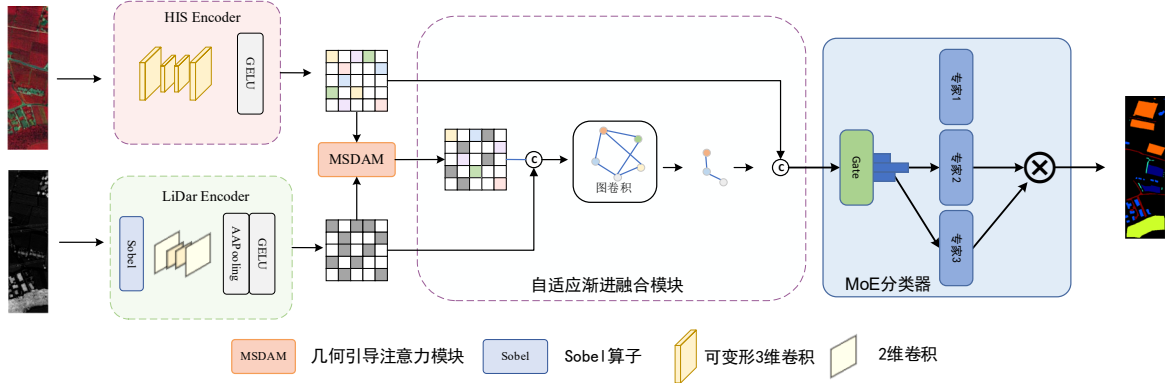 HIS Encoder
GELU
MSDAM
LiDar Encoder
Sobel
AAPooling
GELU
C
图卷积
自适应渐进融合模块
C
Gate
专家1
专家2
专家3
MoE分类器
MSDAM
几何引导注意力模块
Sobel
Sobel算子
可变形3维卷积
2维卷积